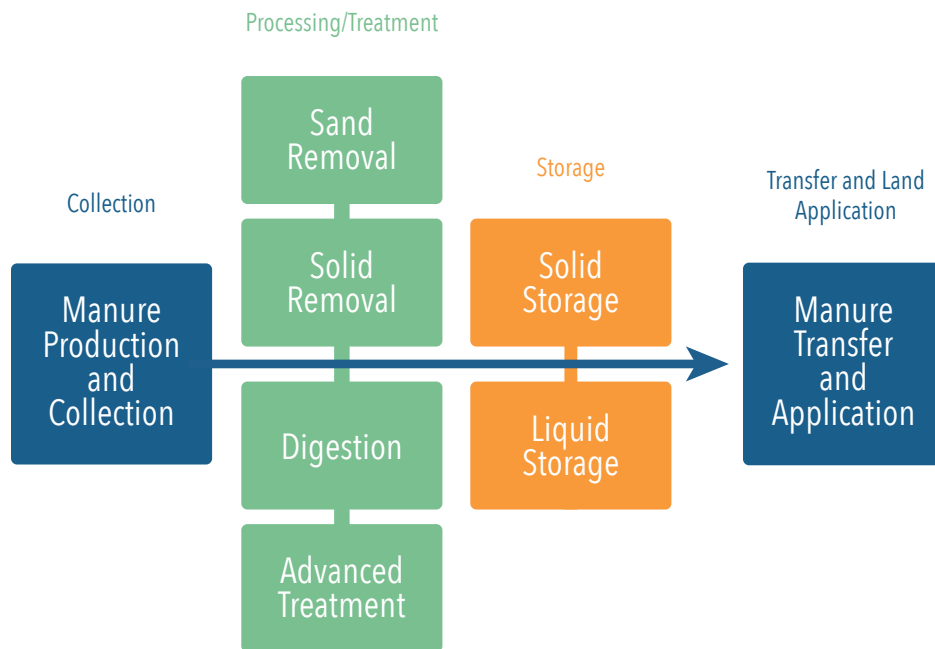 Processing/Treatment
Sand
Removal
Storage
Transfer and Land
Application
Collection
Solid
Removal
Solid
Storage
Manure
Production
and
Collection
Manure
Transfer
and
Application
Digestion
Liquid
Storage
Advanced
Treatment